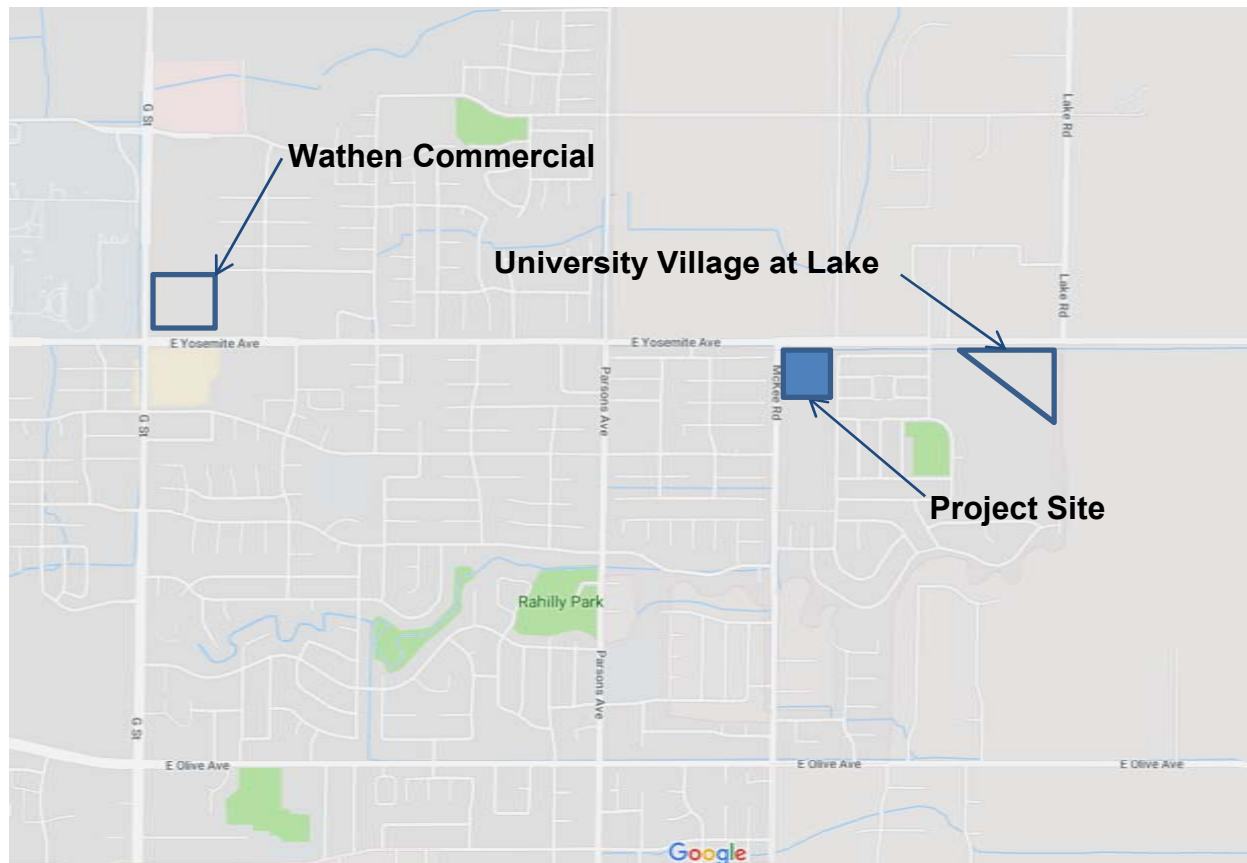 G St
Lake Rd
Wathen Commercial
University Village at Lake
Lake Rd
E Yosemite Ave
E Yosemite Ave
McKee Rd
Parsons Ave
G St
Project Site
Rahilly Park
Parsons Ave
G St
E Olive Ave
E Olive Ave
E Olive Ave
Google